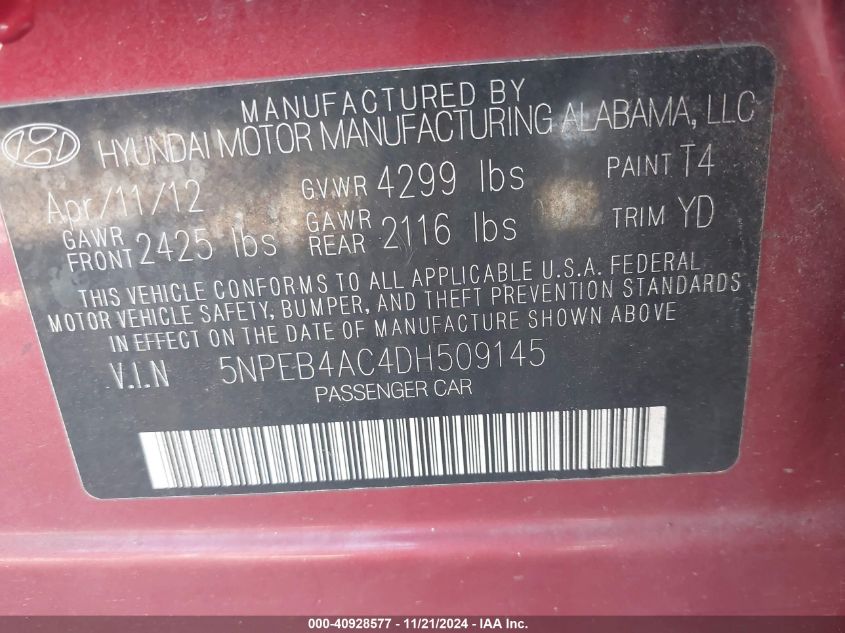 MANUFACTURED BY
HYUNDAI MOTOR MANUFACTURING ALABAMA, LLC
Apr/11/12 GVWR 4299 lbs PAINT T4
GAWR FRONT 2425 lbs GAWR REAR 2116 lbs TRIM YD
THIS VEHICLE CONFORMS TO ALL APPLICABLE U.S.A. FEDERAL
MOTOR VEHICLE SAFETY, BUMPER, AND THEFT PREVENTION STANDARDS
IN EFFECT ON THE DATE OF MANUFACTURE SHOWN ABOVE
V.I.N 5NPEB4AC4DH509145
PASSENGER CAR
000-40928577 - 11/21/2024 - IAA Inc.